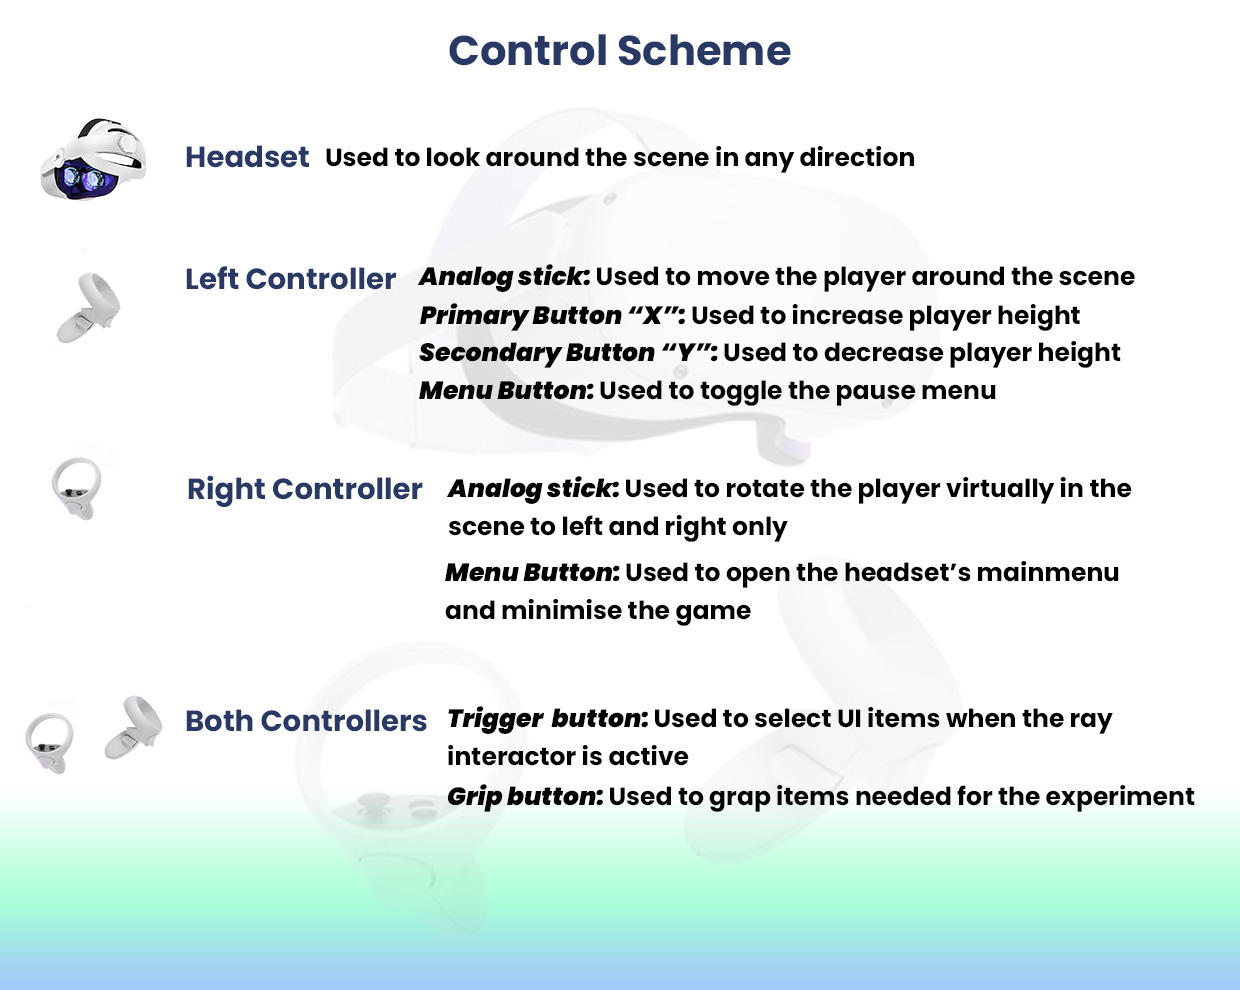 Control Scheme
Headset Used to look around the scene in any direction
Left Controller Analog stick: Used to move the player around the scene
Primary Button “X”: Used to increase player height
Secondary Button “Y”: Used to decrease player height
Menu Button: Used to toggle the pause menu
Right Controller Analog stick: Used to rotate the player virtually in the
scene to left and right only
Menu Button: Used to open the headset’s mainmenu
and minimise the game
Both Controllers Trigger button: Used to select UI items when the ray
interactor is active
Grip button: Used to grap items needed for the experiment